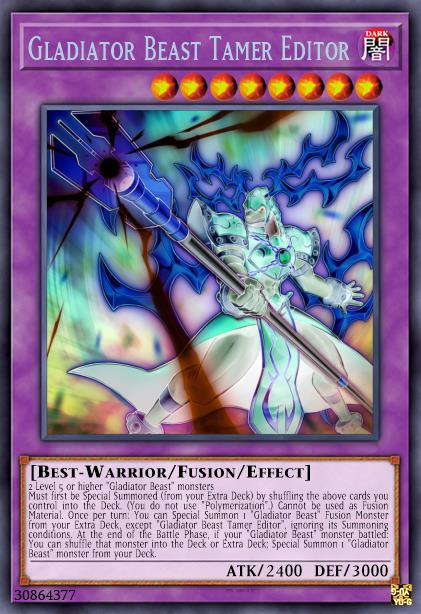 GLADIATOR BEAST TAMER EDITOR
DARK
闇
[BEST-WARRIOR/FUSION/EFFECT]
2 Level 5 or higher "Gladiator Beast" monsters
Must first be Special Summoned (from your Extra Deck) by shuffling the above cards you
control into the Deck. (You do not use "Polymerization".) Cannot be used as Fusion
Material. Once per turn: You can Special Summon 1 "Gladiator Beast" Fusion Monster
from your Extra Deck, except "Gladiator Beast Tamer Editor", ignoring its Summoning
conditions. At the end of the Battle Phase, if your "Gladiator Beast" monster battled:
You can shuffle that monster into the Deck or Extra Deck; Special Summon 1 "Gladiator
Beast" monster from your Deck.
ATK/2400 DEF/3000
30864377